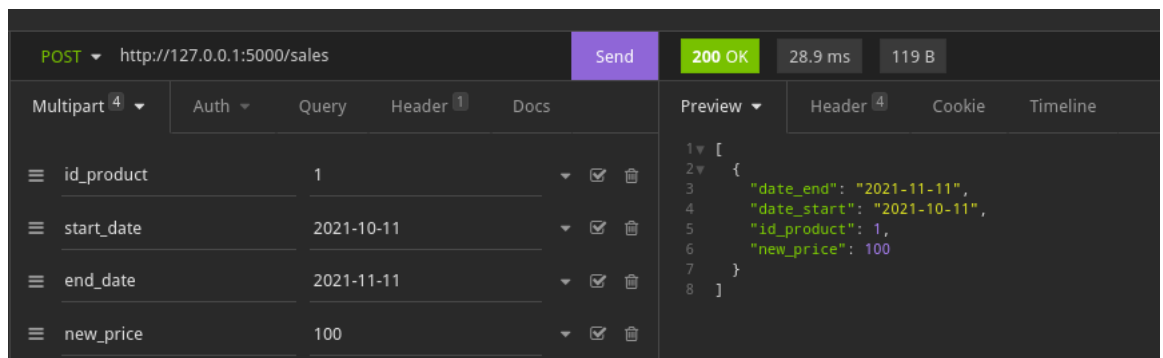 POST http://127.0.0.1:5000/sales Send 200 OK 28.9 ms 119 B
Multipart 4 Auth Query Header 1 Docs Preview Header 4 Cookie Timeline
id_product 1
start_date 2021-10-11
end_date 2021-11-11
new_price 100
1 [
2 {
3 "date_end": "2021-11-11",
4 "date_start": "2021-10-11",
5 "id_product": 1,
6 "new_price": 100
7 }
8 ]